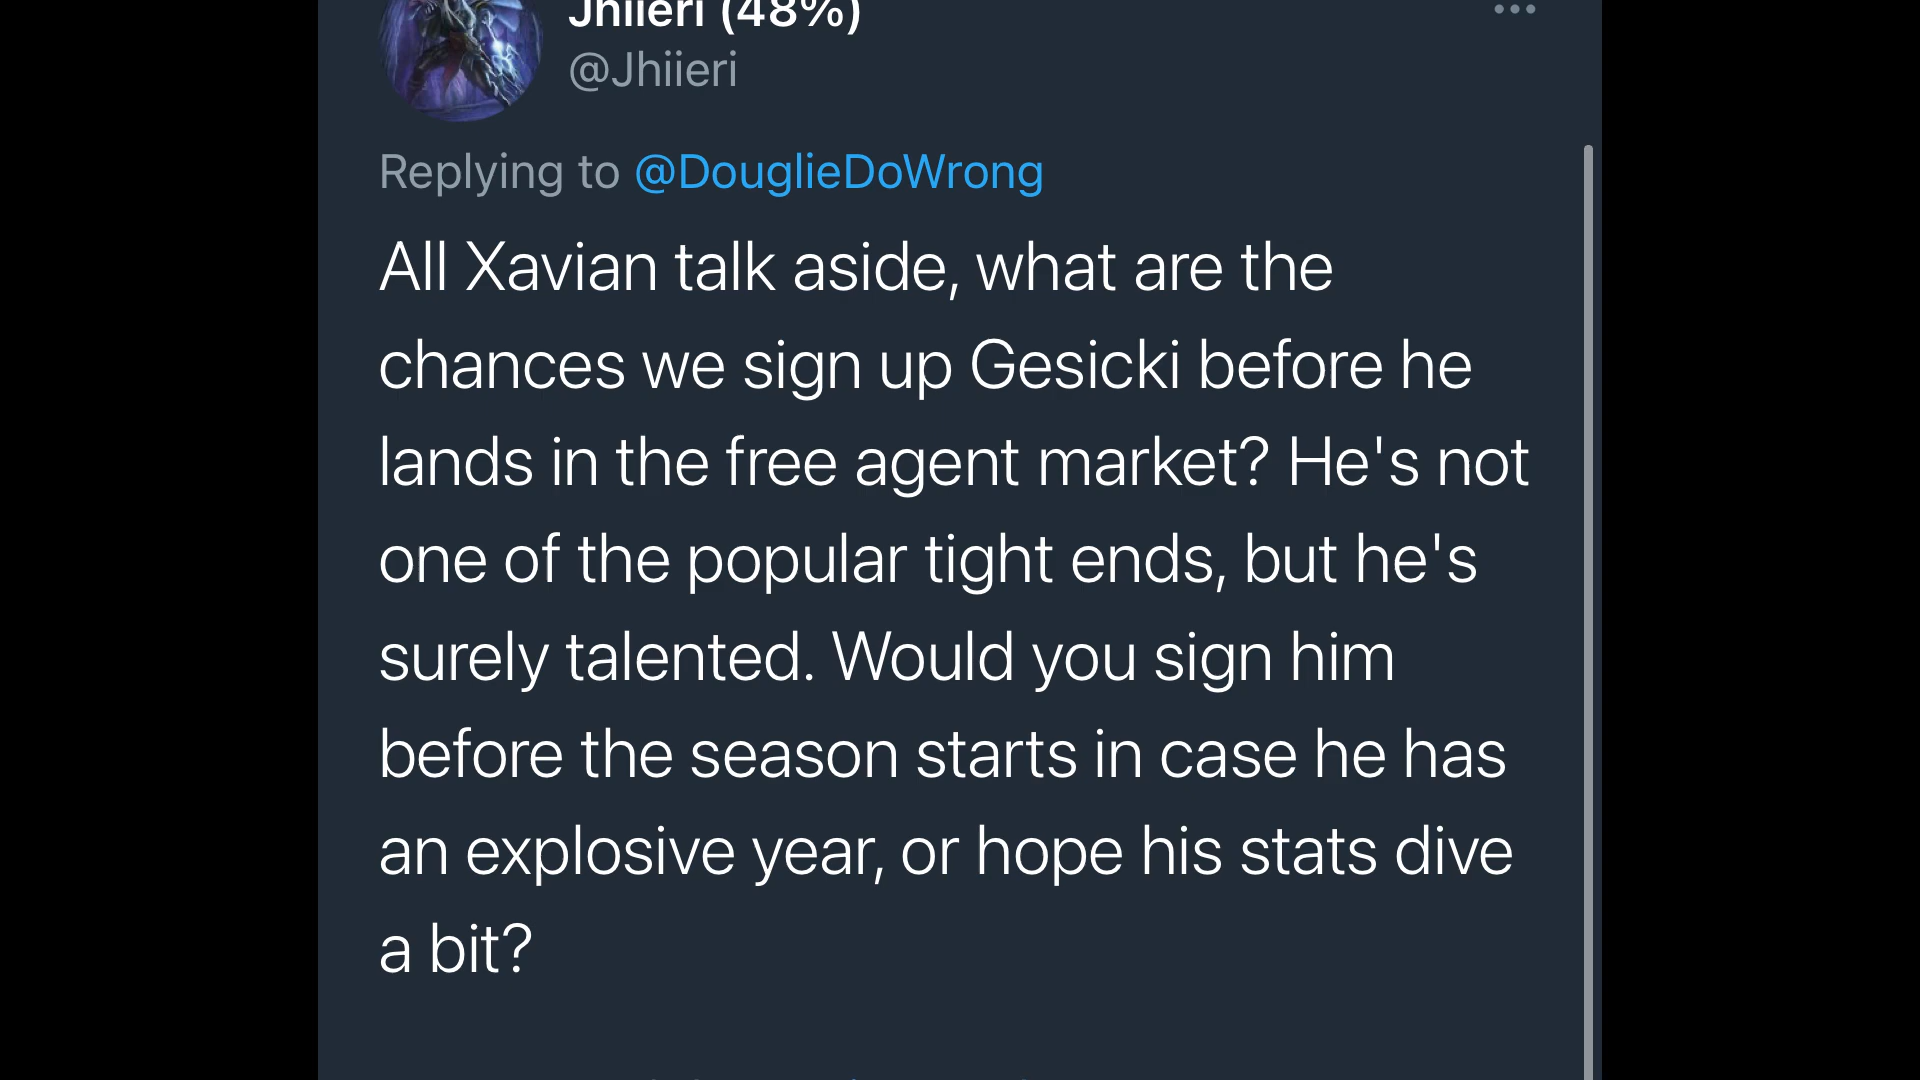 Jhiieri (48%)
@Jhiieri
Replying to @DouglieDoWrong
All Xavian talk aside, what are the
chances we sign up Gesicki before he
lands in the free agent market? He's not
one of the popular tight ends, but he's
surely talented. Would you sign him
before the season starts in case he has
an explosive year, or hope his stats dive
a bit?